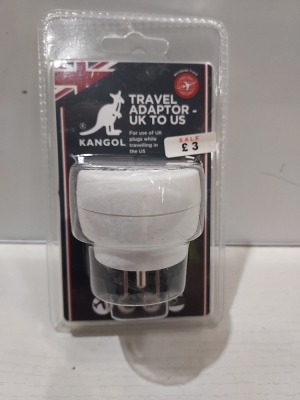 TRAVEL
ADAPTOR -
UK TO US
KANGOL
For use of UK
plugs while
travelling in
the US
SALE
£ 3